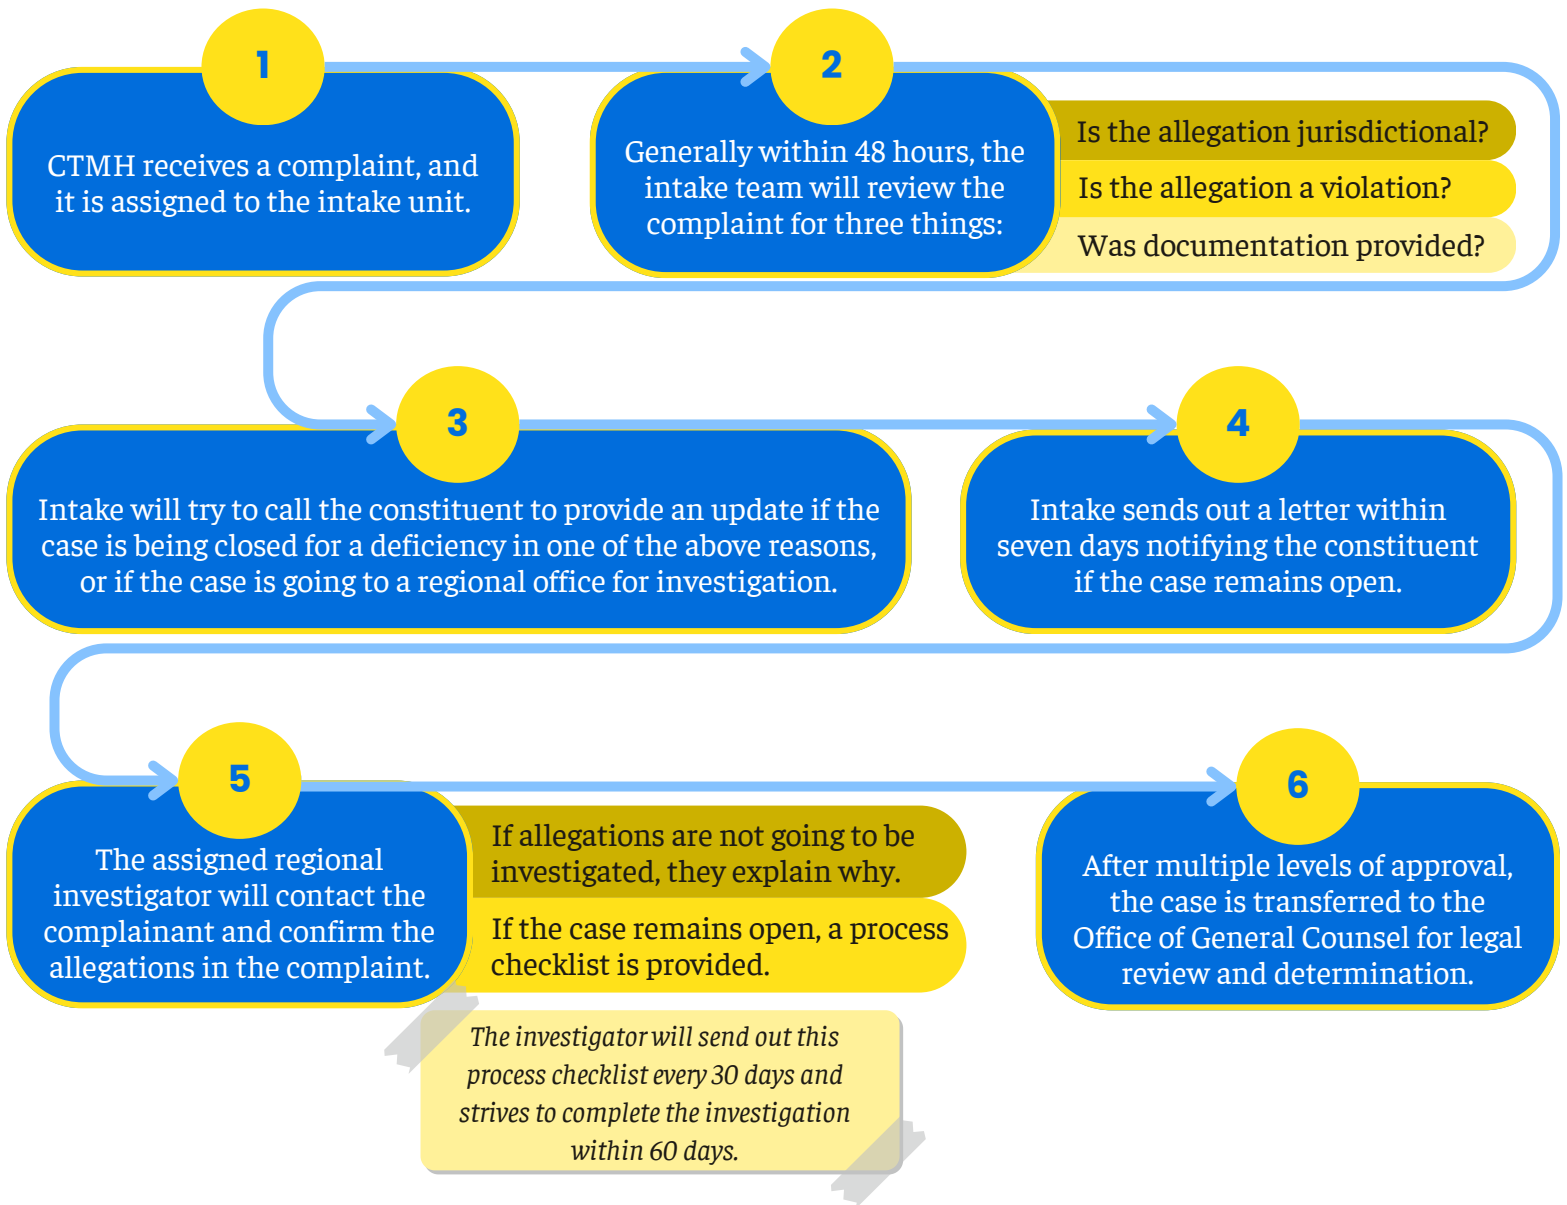 1
CTMH receives a complaint, and
it is assigned to the intake unit.
2
Generally within 48 hours, the
intake team will review the
complaint for three things:
Is the allegation jurisdictional?
Is the allegation a violation?
Was documentation provided?
3
Intake will try to call the constituent to provide an update if the
case is being closed for a deficiency in one of the above reasons,
or if the case is going to a regional office for investigation.
4
Intake sends out a letter within
seven days notifying the constituent
if the case remains open.
5
The assigned regional
investigator will contact the
complainant and confirm the
allegations in the complaint.
If allegations are not going to be
investigated, they explain why.
If the case remains open, a process
checklist is provided.
The investigator will send out this
process checklist every 30 days and
strives to complete the investigation
within 60 days.
6
After multiple levels of approval,
the case is transferred to the
Office of General Counsel for legal
review and determination.